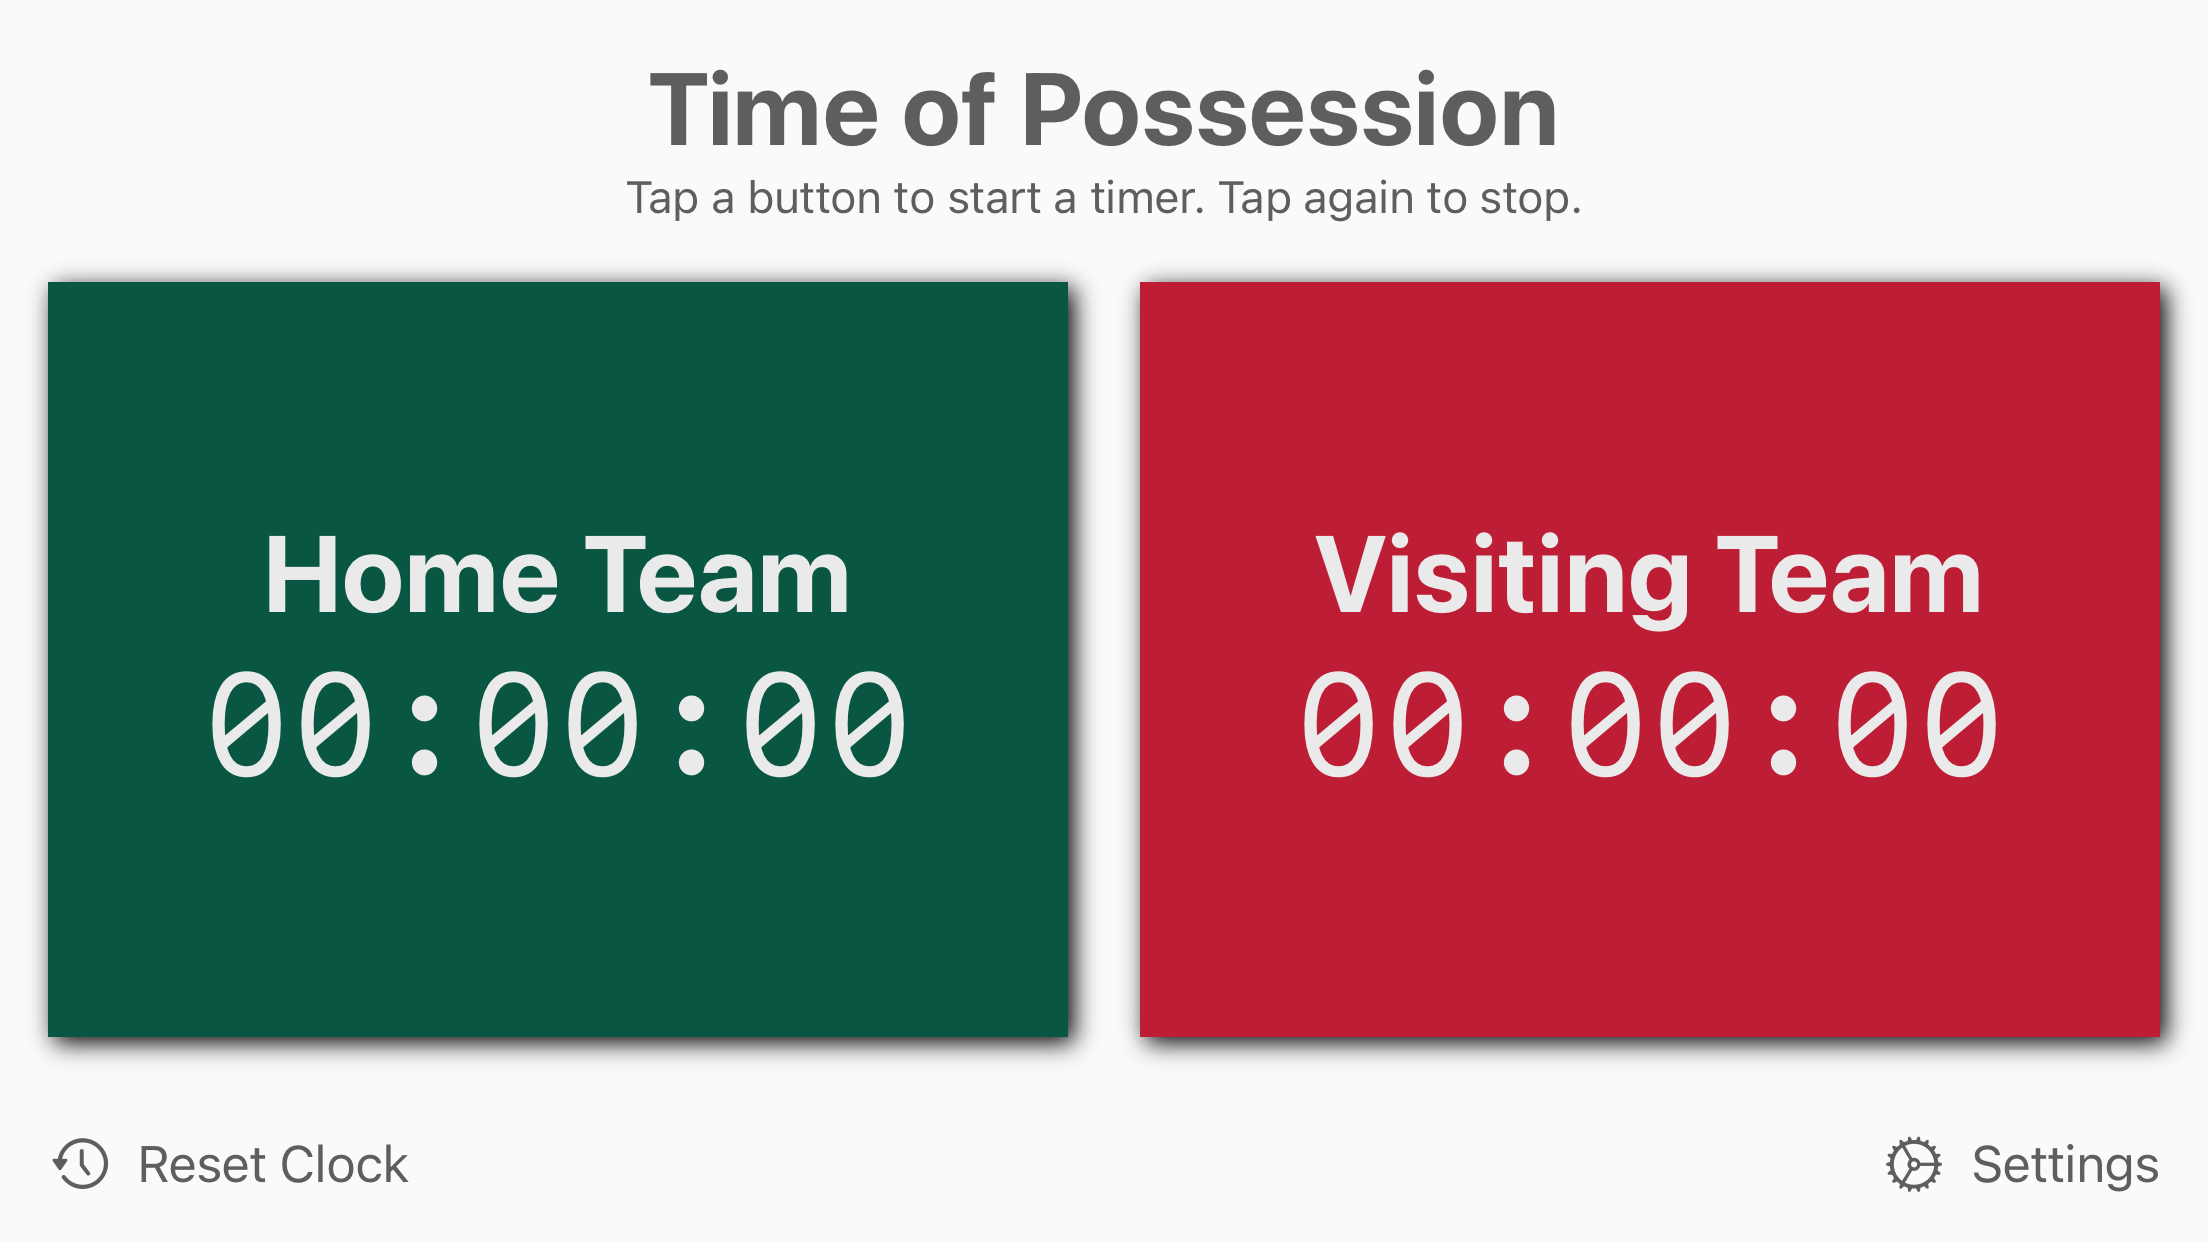 Time of Possession
Tap a button to start a timer. Tap again to stop.
Home Team
00:00:00
Visiting Team
00:00:00
Reset Clock
Settings